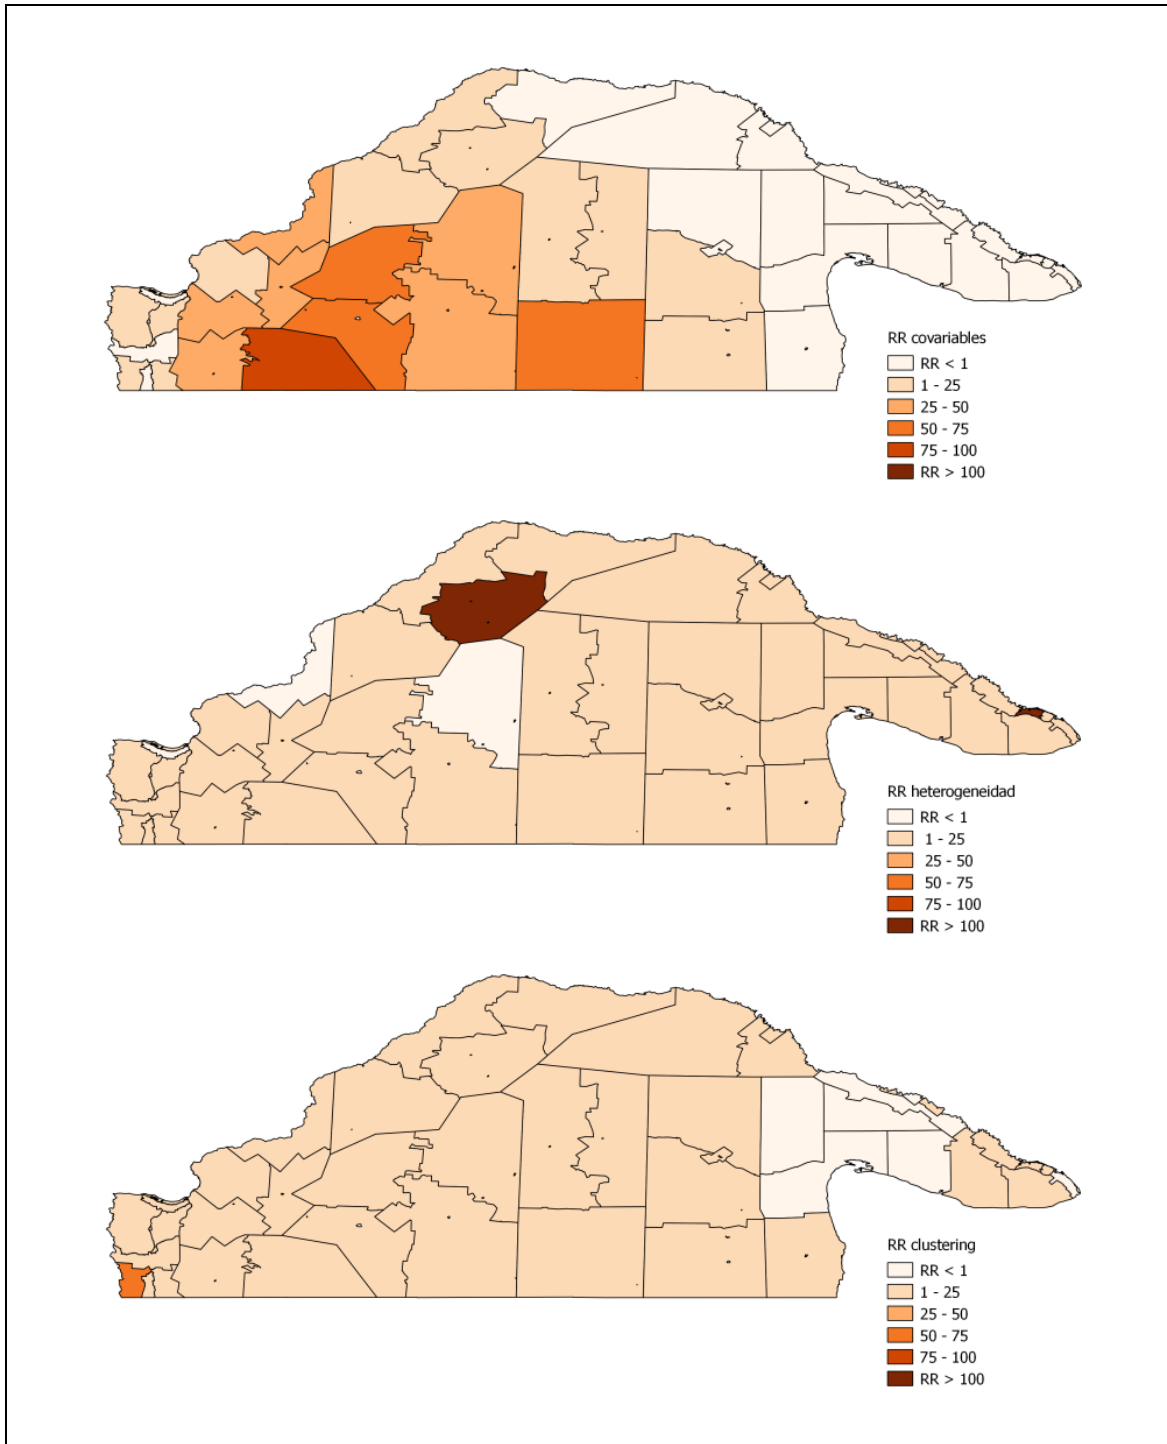 RR covariables
RR < 1
1 - 25
25 - 50
50 - 75
75 - 100
RR > 100
RR heterogeneidad
RR < 1
1 - 25
25 - 50
50 - 75
75 - 100
RR > 100
RR clustering
RR < 1
1 - 25
25 - 50
50 - 75
75 - 100
RR > 100